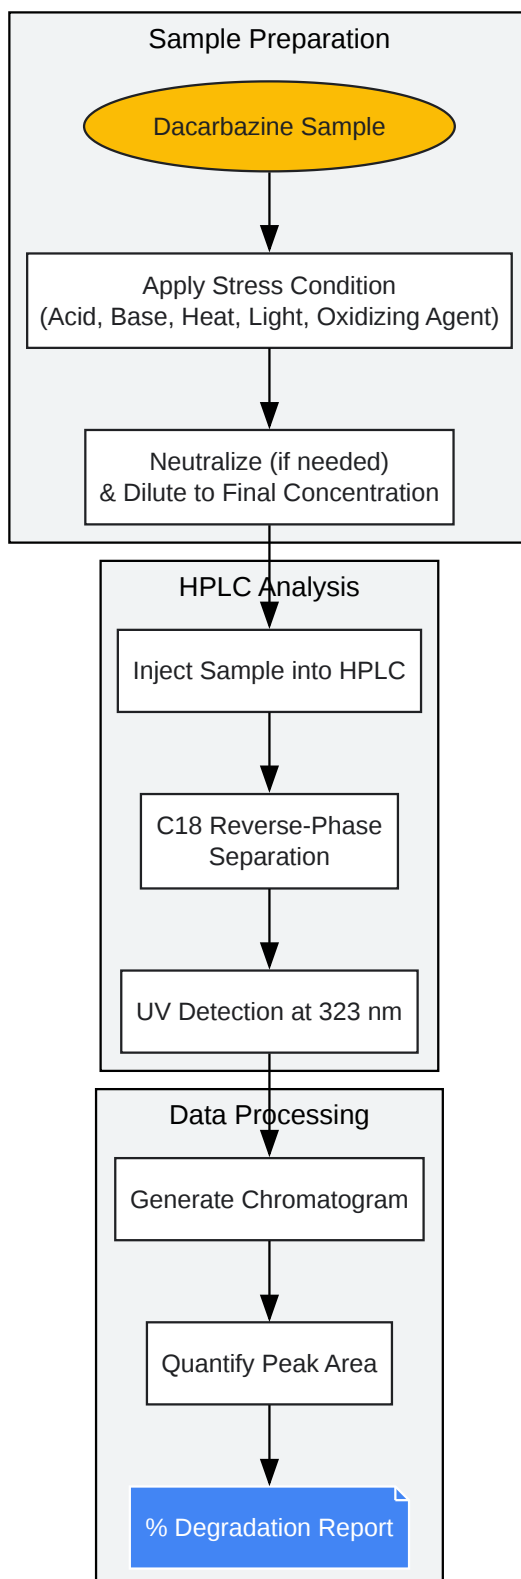 Sample Preparation
Dacarbazine Sample
Apply Stress Condition
(Acid, Base, Heat, Light, Oxidizing Agent)
Neutralize (if needed)
& Dilute to Final Concentration
HPLC Analysis
Inject Sample into HPLC
C18 Reverse-Phase
Separation
UV Detection at 323 nm
Data Processing
Generate Chromatogram
Quantify Peak Area
% Degradation Report